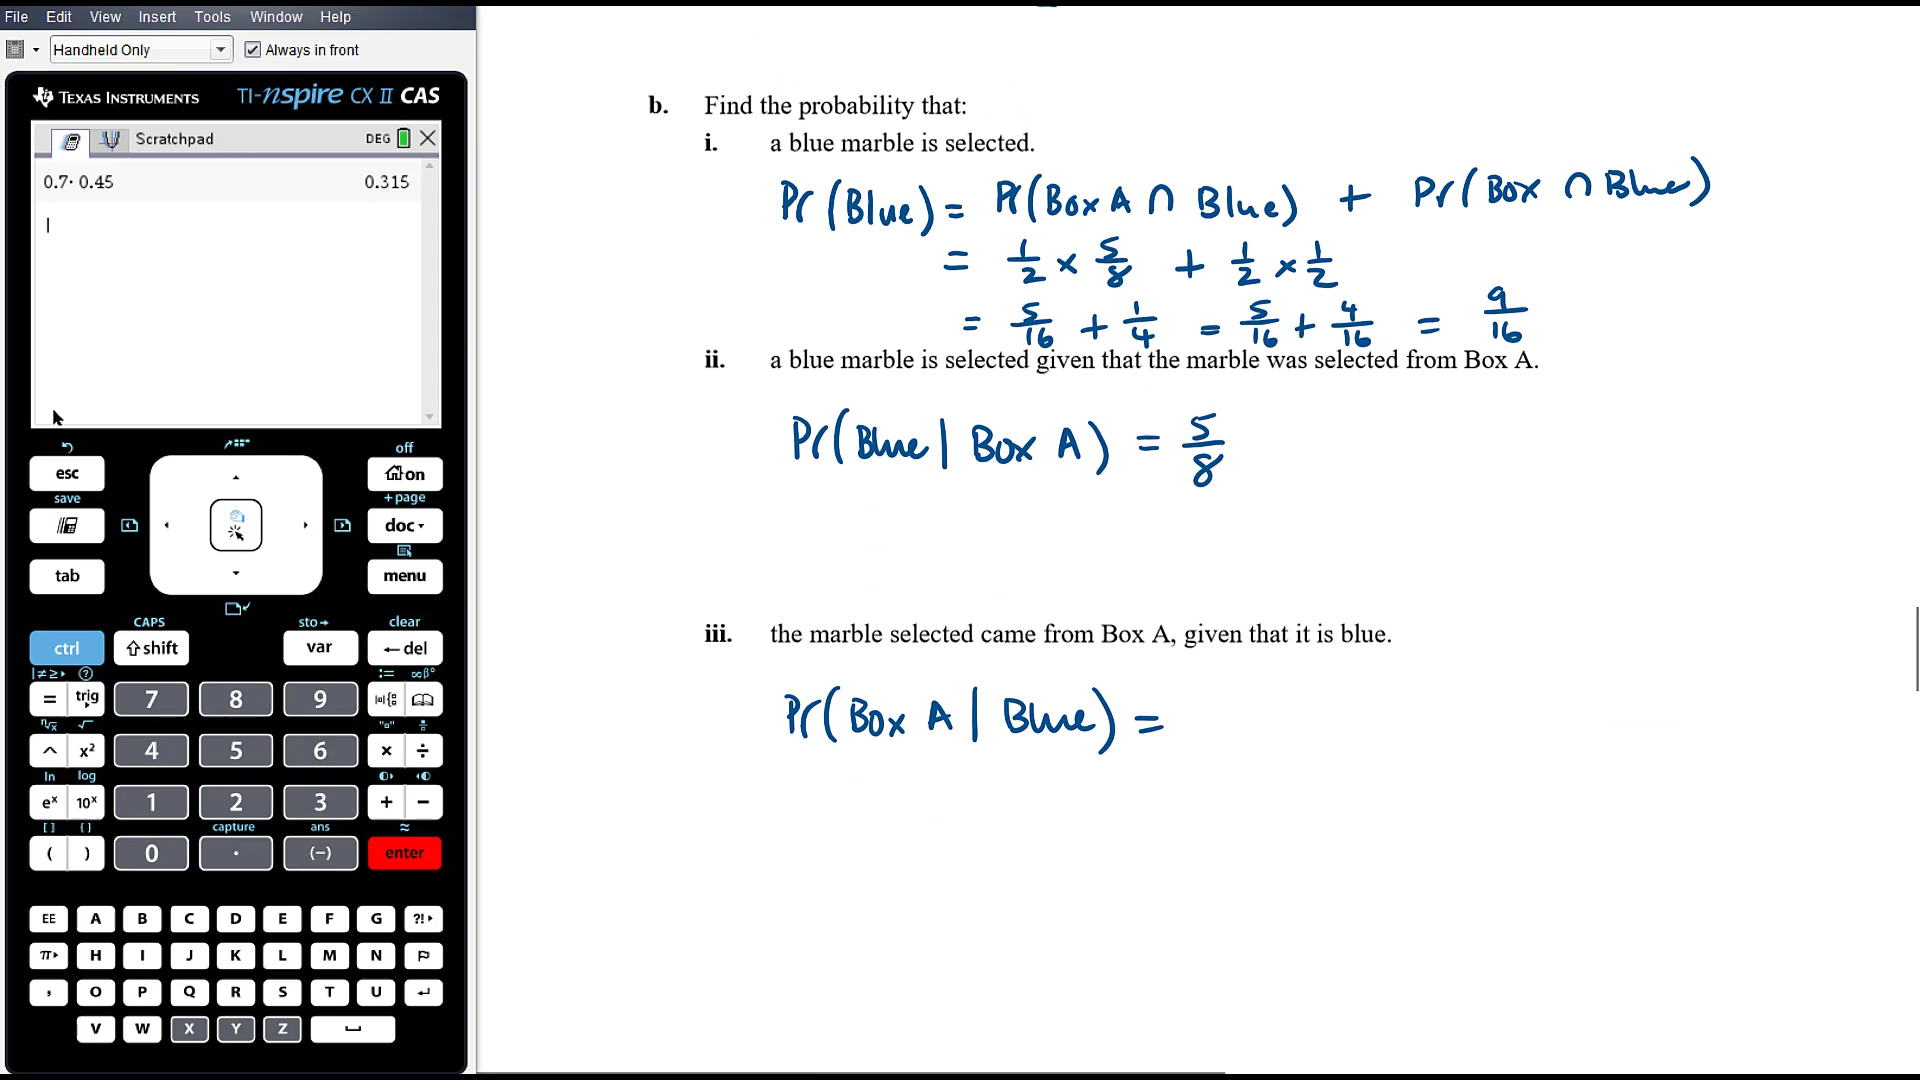 File Edit View Insert Tools Window Help
Handheld Only Always in front
TEXAS INSTRUMENTS TI-nspire CX II CAS
Scratchpad DEG
0.7·0.45 0.315
off
esc on
save +page
doc
tab menu
CAPS sto→ clear
ctrl shift var ←del
|≠≥▸ ? := ∞β°
= trig 7 8 9
ⁿ√x √ "□" ÷
^ x² 4 5 6 × ÷
ln log
eˣ 10ˣ 1 2 3 + −
[] {} capture ans ≈
( ) 0 . (−) enter
EE A B C D E F G ?!▸
π▸ H I J K L M N
, O P Q R S T U ↵
V W X Y Z
b. Find the probability that:
i. a blue marble is selected.
Pr(Blue) = Pr(Box A ∩ Blue) + Pr(Box ∩ Blue)
= 1/2 × 5/8 + 1/2 × 1/2
= 5/16 + 1/4 = 5/16 + 4/16 = 9/16
ii. a blue marble is selected given that the marble was selected from Box A.
Pr(Blue | Box A) = 5/8
iii. the marble selected came from Box A, given that it is blue.
Pr(Box A | Blue) =